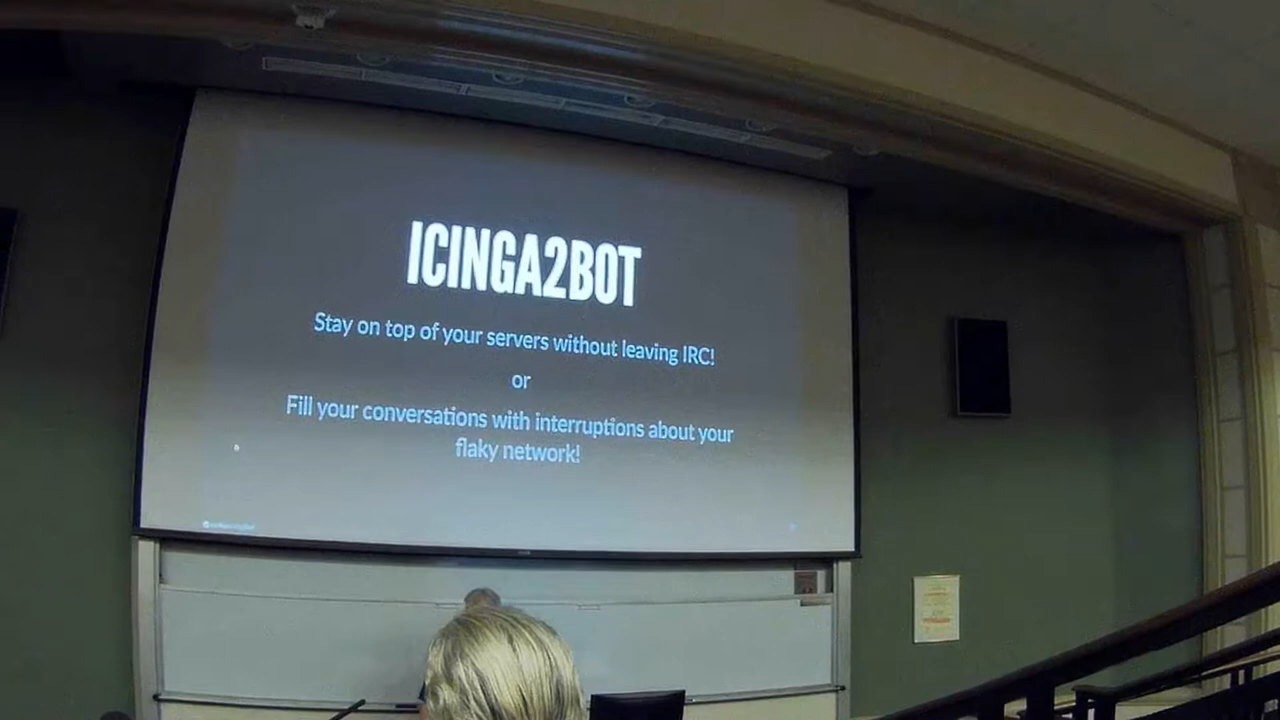 ICINGA2BOT
Stay on top of your servers without leaving IRC!
or
Fill your conversations with interruptions about your
flaky network!